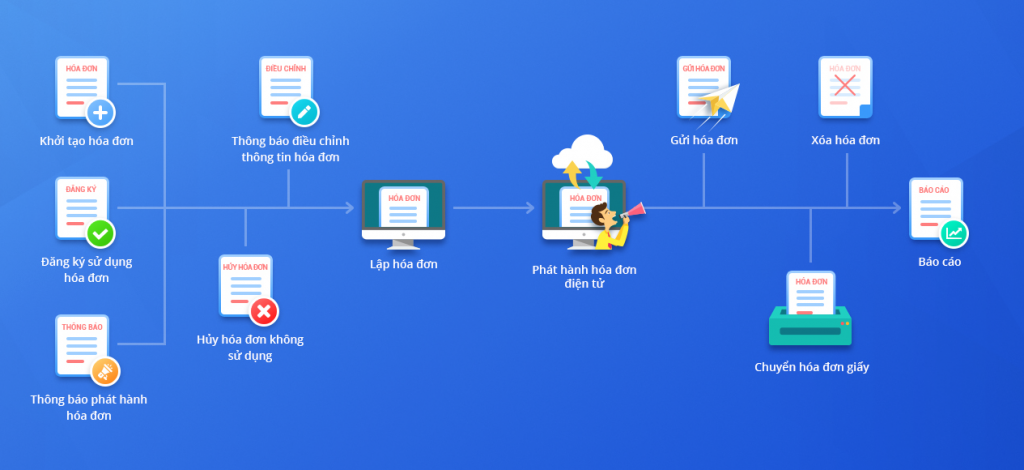 HÓA ĐƠN
Khởi tạo hóa đơn
ĐĂNG KÝ
Đăng ký sử dụng
hóa đơn
THÔNG BÁO
Thông báo phát hành
hóa đơn
ĐIỀU CHỈNH
Thông báo điều chỉnh
thông tin hóa đơn
HỦY HÓA ĐƠN
Hủy hóa đơn không
sử dụng
HÓA ĐƠN
Lập hóa đơn
HÓA ĐƠN
Phát hành hóa đơn
điện tử
GỬI HÓA ĐƠN
Gửi hóa đơn
HÓA ĐƠN
Xóa hóa đơn
HÓA ĐƠN
Chuyển hóa đơn giấy
BÁO CÁO
Báo cáo